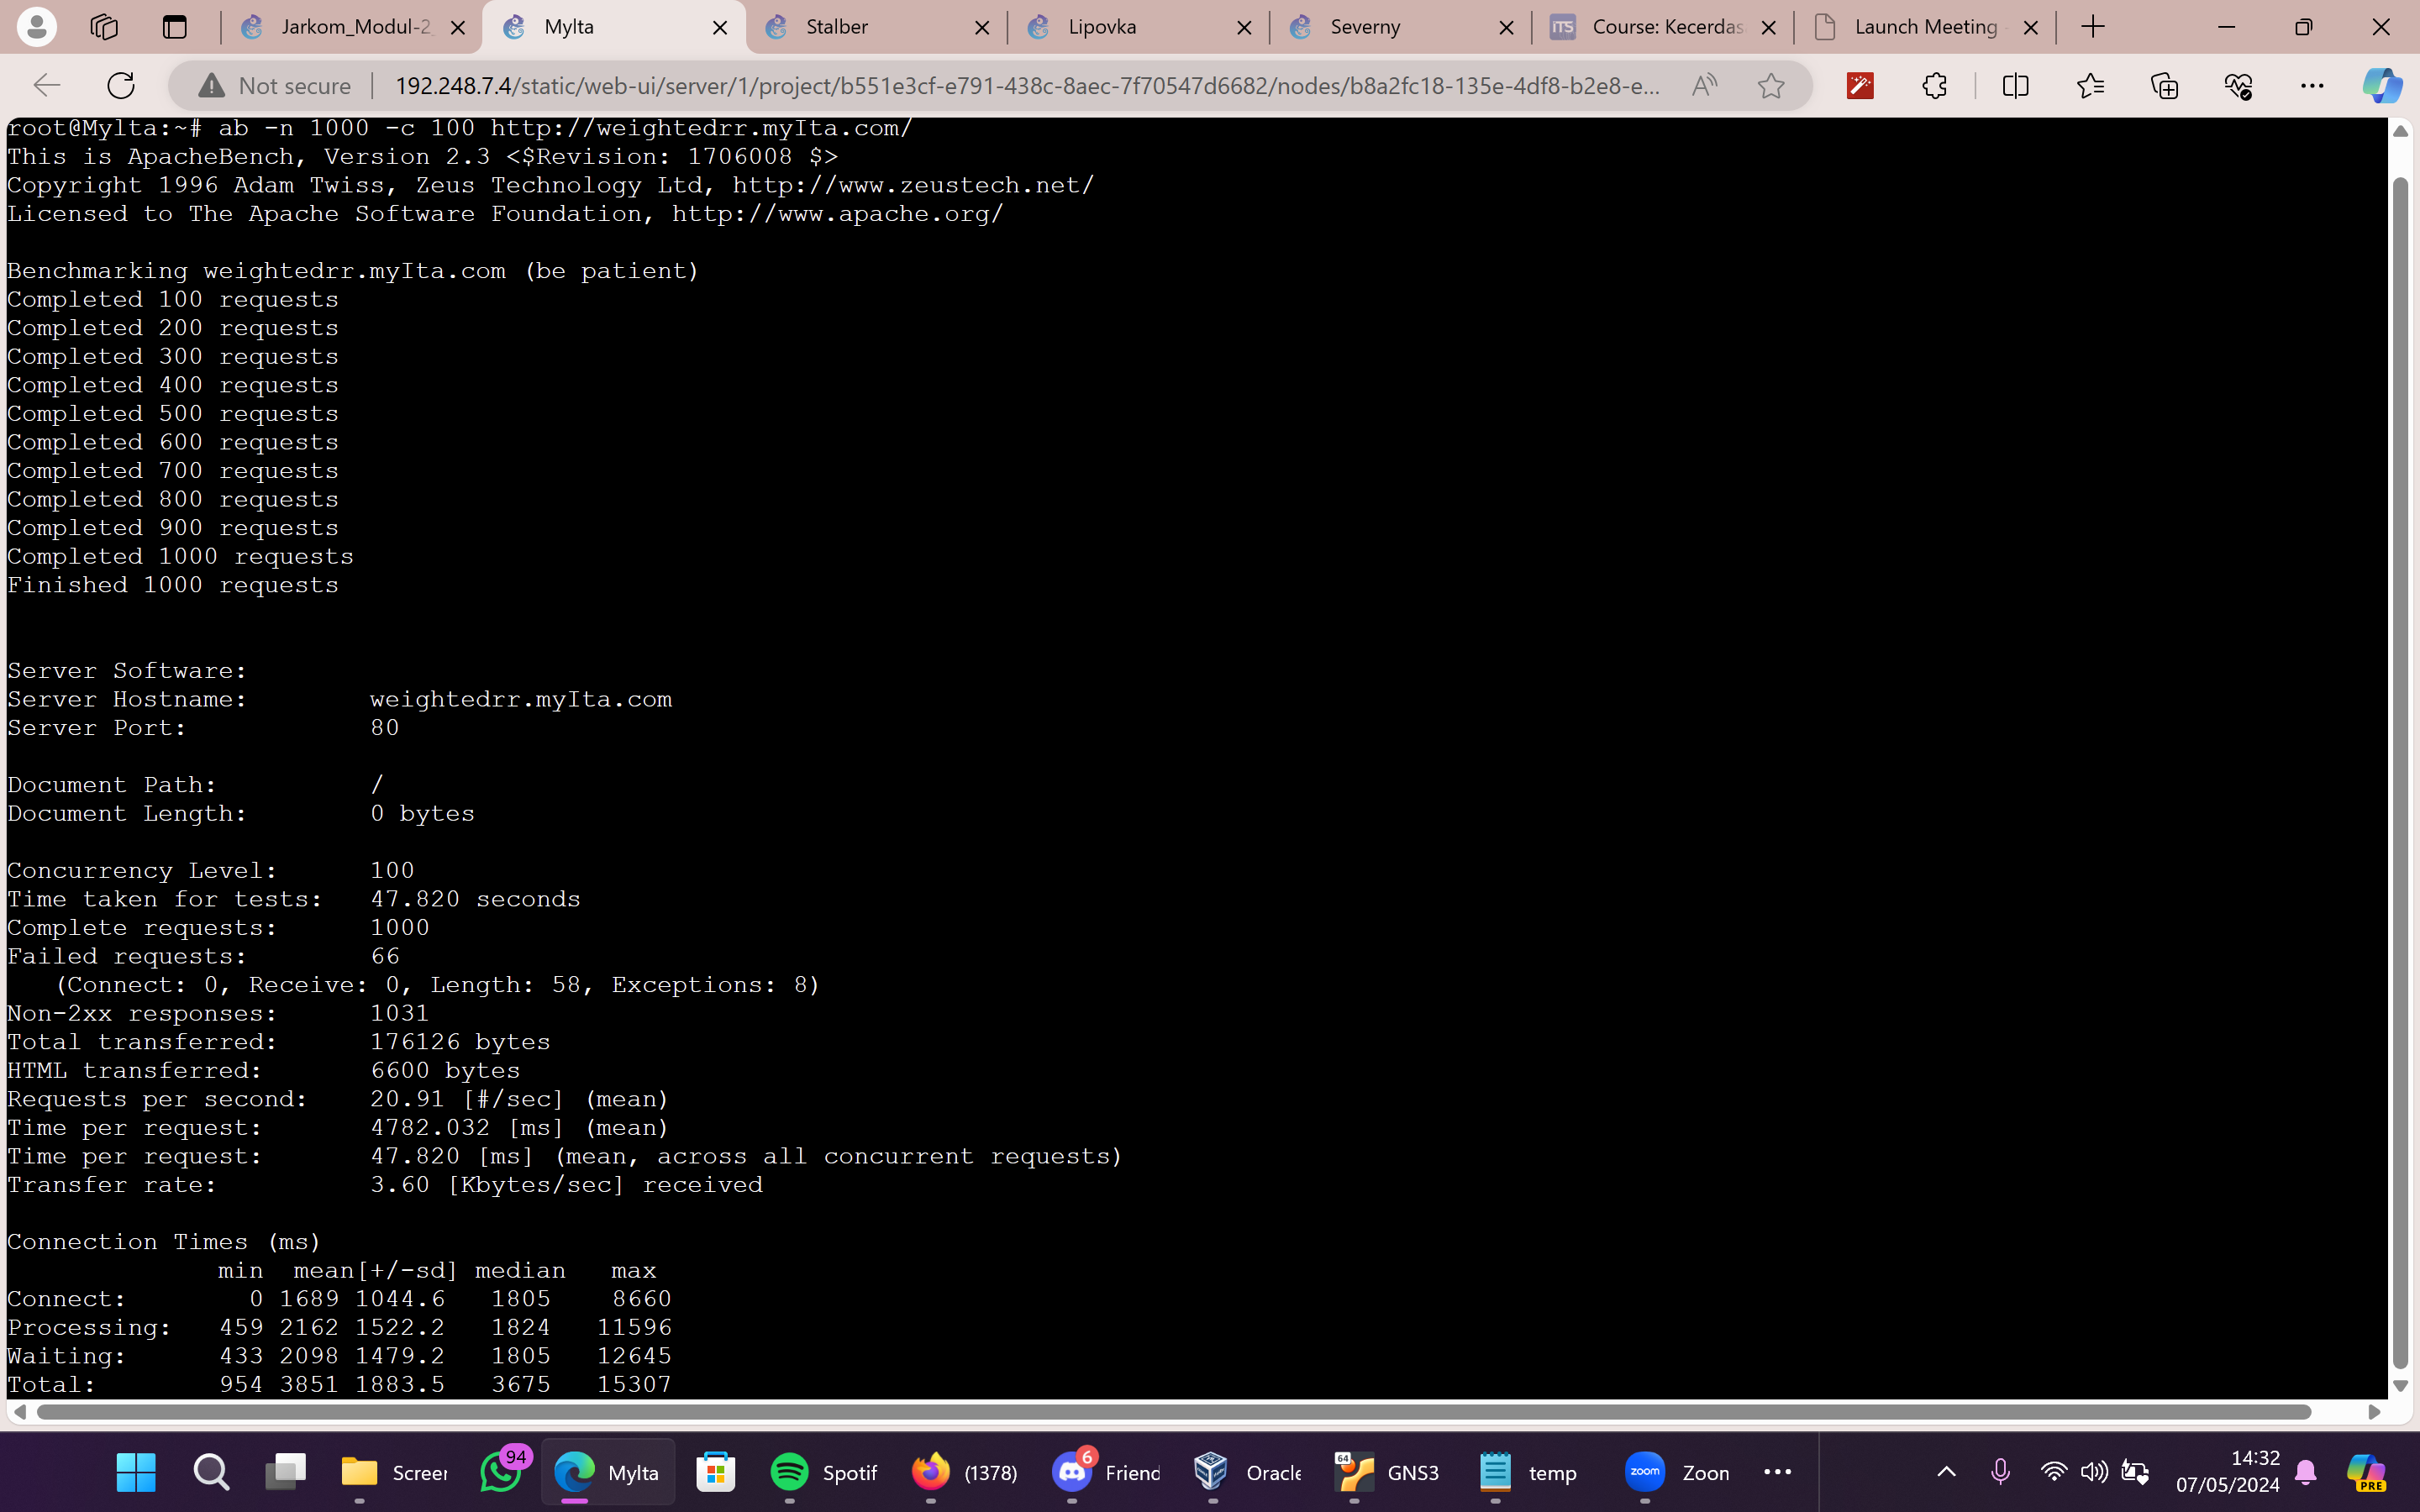 Jarkom_Modul-2
Mylta
Stalber
Lipovka
Severny
iTS
Course: Kecerdas
Launch Meeting
Not secure
192.248.7.4/static/web-ui/server/1/project/b551e3cf-e791-438c-8aec-7f70547d6682/nodes/b8a2fc18-135e-4df8-b2e8-e...
root@Mylta:~# ab -n 1000 -c 100 http://weightedrr.myIta.com/
This is ApacheBench, Version 2.3 <$Revision: 1706008 $>
Copyright 1996 Adam Twiss, Zeus Technology Ltd, http://www.zeustech.net/
Licensed to The Apache Software Foundation, http://www.apache.org/
Benchmarking weightedrr.myIta.com (be patient)
Completed 100 requests
Completed 200 requests
Completed 300 requests
Completed 400 requests
Completed 500 requests
Completed 600 requests
Completed 700 requests
Completed 800 requests
Completed 900 requests
Completed 1000 requests
Finished 1000 requests
Server Software:
Server Hostname: weightedrr.myIta.com
Server Port: 80
Document Path: /
Document Length: 0 bytes
Concurrency Level: 100
Time taken for tests: 47.820 seconds
Complete requests: 1000
Failed requests: 66
(Connect: 0, Receive: 0, Length: 58, Exceptions: 8)
Non-2xx responses: 1031
Total transferred: 176126 bytes
HTML transferred: 6600 bytes
Requests per second: 20.91 [#/sec] (mean)
Time per request: 4782.032 [ms] (mean)
Time per request: 47.820 [ms] (mean, across all concurrent requests)
Transfer rate: 3.60 [Kbytes/sec] received
Connection Times (ms)
min mean[+/-sd] median max
Connect: 0 1689 1044.6 1805 8660
Processing: 459 2162 1522.2 1824 11596
Waiting: 433 2098 1479.2 1805 12645
Total: 954 3851 1883.5 3675 15307
Screer
94
Mylta
Spotif
(1378)
6
Friend
Oracle
64
GNS3
temp
zoom
Zoon
14:32
07/05/2024
PRE